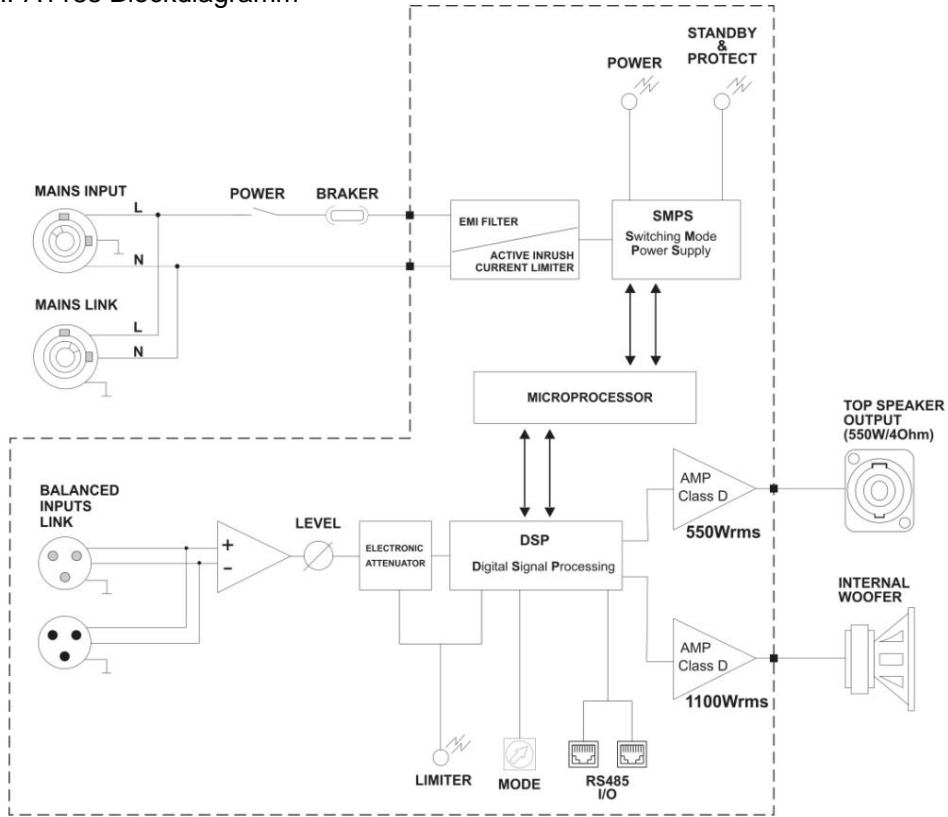 Blockdiagramm
STANDBY
&
PROTECT
POWER
MAINS INPUT
L
N
POWER
BRAKER
EMI FILTER
ACTIVE INRUSH
CURRENT LIMITER
SMPS
Switching Mode
Power Supply
MAINS LINK
L
N
MICROPROCESSOR
TOP SPEAKER
OUTPUT
(550W/4Ohm)
AMP
Class D
550Wrms
BALANCED
INPUTS
LINK
+
−
LEVEL
ELECTRONIC
ATTENUATOR
DSP
Digital Signal Processing
INTERNAL
WOOFER
AMP
Class D
1100Wrms
LIMITER
MODE
RS485
I/O